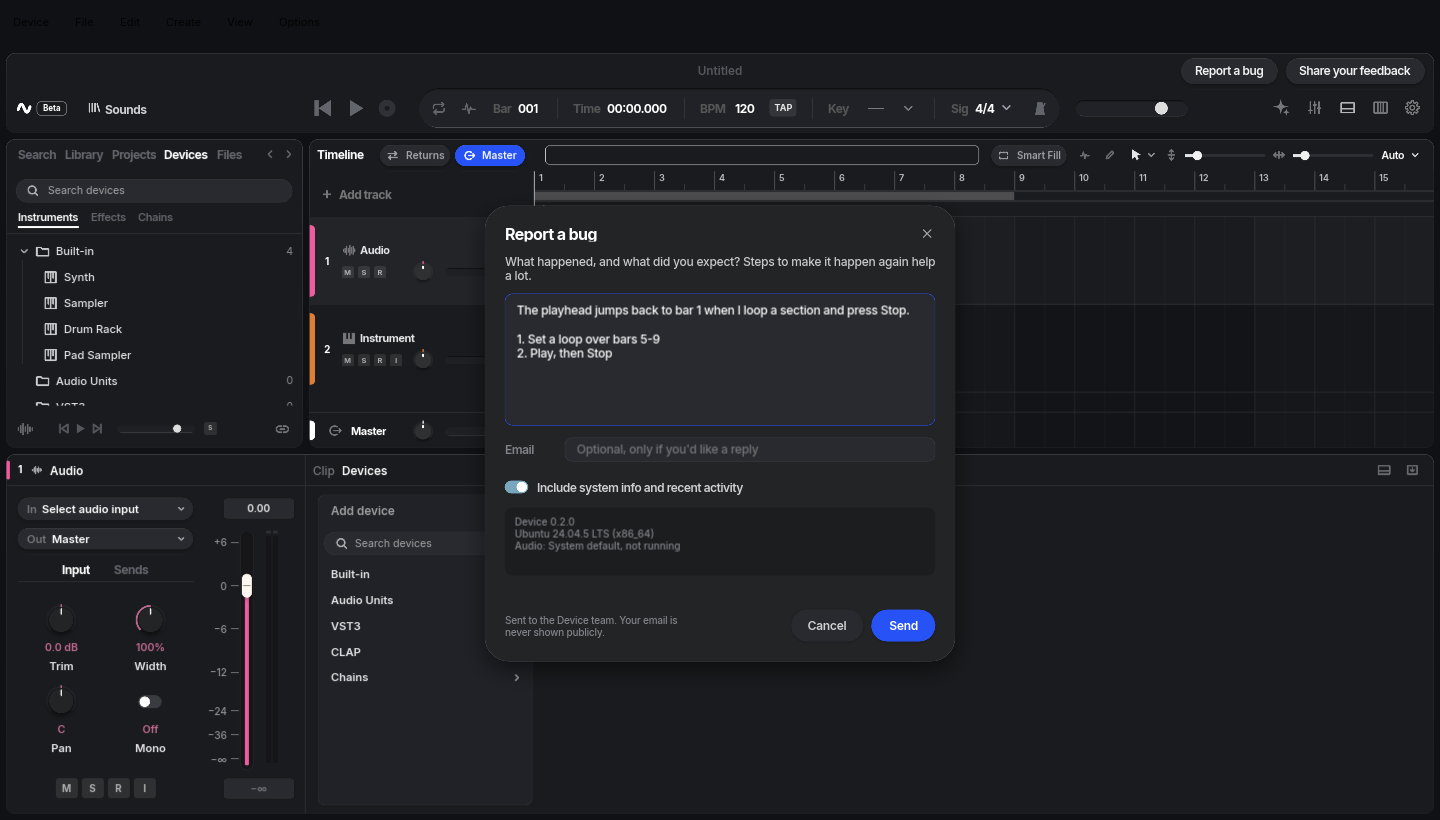 Device File Edit Create View Options
Untitled
Report a bug Share your feedback
Beta Sounds
Bar 001 Time 00:00.000 BPM 120 TAP Key — Sig 4/4
Search Library Projects Devices Files
Timeline Returns Master Smart Fill Auto
Search devices
1 2 3 4 5 6 7 8 9 10 11 12 13 14 15
+ Add track
Instruments Effects Chains
Built-in 4
Synth
Sampler
Drum Rack
Pad Sampler
Audio Units 0
VST3 0
S
1 Audio
M S R
2 Instrument
M S R I
Master
Report a bug
What happened, and what did you expect? Steps to make it happen again help
a lot.
The playhead jumps back to bar 1 when I loop a section and press Stop.
1. Set a loop over bars 5-9
2. Play, then Stop
Email Optional, only if you'd like a reply
Include system info and recent activity
Device 0.2.0
Ubuntu 24.04.5 LTS (x86_64)
Audio: System default, not running
Sent to the Device team. Your email is
never shown publicly.
Cancel Send
1 Audio
Clip Devices
In Select audio input 0.00
Out Master
Input Sends
+6
0
−6
−12
−24
−36
−∞
0.0 dB 100%
Trim Width
C Off
Pan Mono
M S R I −∞
Add device
Search devices
Built-in
Audio Units
VST3
CLAP
Chains